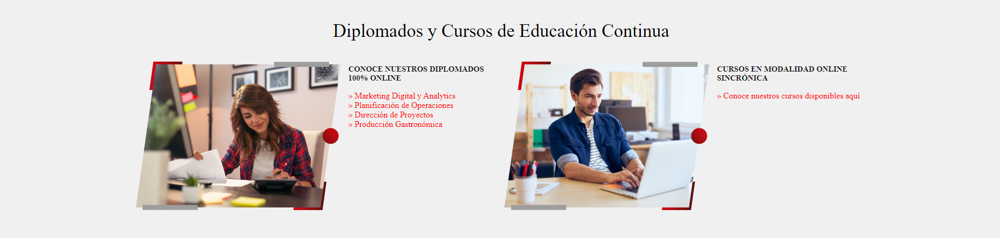 Diplomados y Cursos de Educación Continua
CONOCE NUESTROS DIPLOMADOS
100% ONLINE
» Marketing Digital y Analytics
» Planificación de Operaciones
» Dirección de Proyectos
» Producción Gastronómica
CURSOS EN MODALIDAD ONLINE
SINCRÓNICA
» Conoce nuestros cursos disponibles aquí